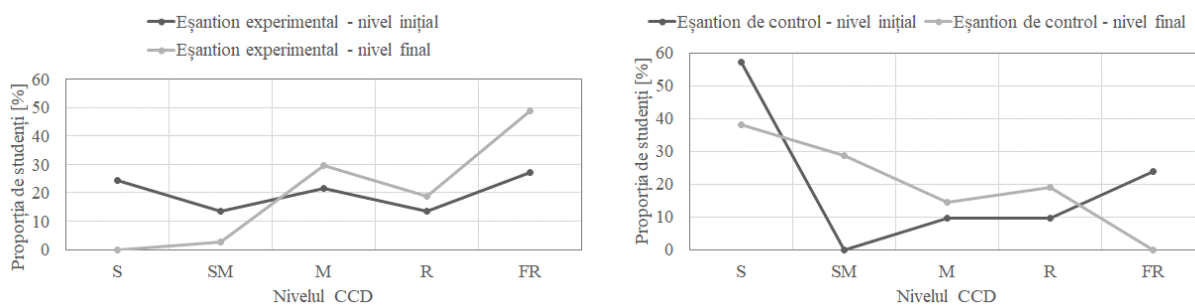 Eșantion experimental - nivel inițial
Eșantion experimental - nivel final
Proporția de studenți [%]
60
50
40
30
20
10
0
S SM M R FR
Nivelul CCD
Eșantion de control - nivel inițial Eșantion de control - nivel final
Proporția de studenți [%]
60
50
40
30
20
10
0
S SM M R FR
Nivelul CCD